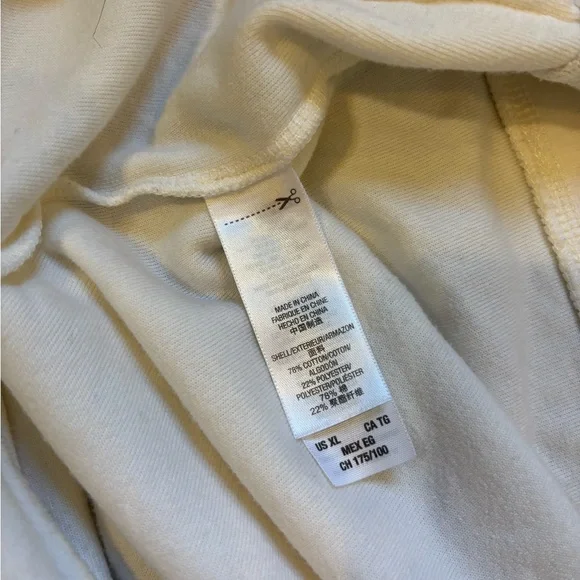 MADE IN CHINA
FABRIQUE EN CHINE
HECHO EN CHINA
中国制造
SHELL/EXTERIEUR/ARMAZON
面料
78% COTTON/COTON/
ALGODÓN
22% POLYESTER/
POLYESTER/POLIÉSTER
78% 棉
22% 聚酯纤维
US XL CA TG
MEX EG
CH 175/100